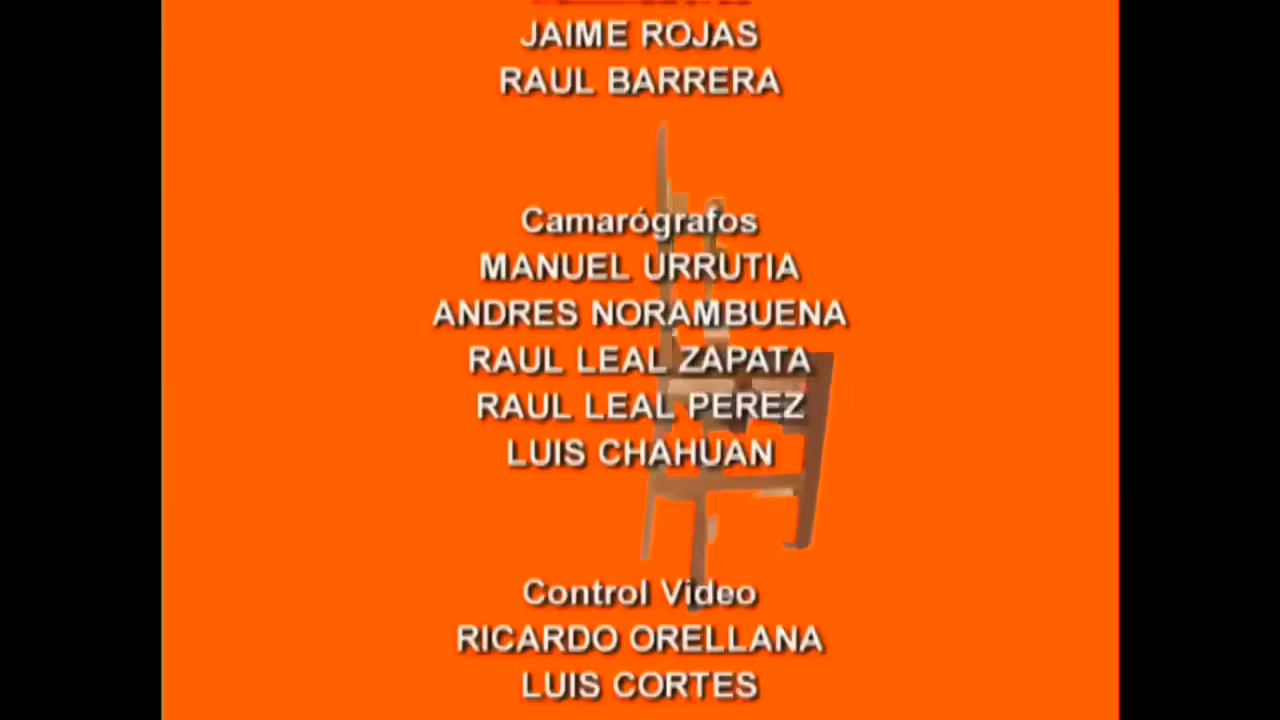 JAIME ROJAS
RAUL BARRERA
Camarógrafos
MANUEL URRUTIA
ANDRES NORAMBUENA
RAUL LEAL ZAPATA
RAUL LEAL PEREZ
LUIS CHAHUAN
Control Video
RICARDO ORELLANA
LUIS CORTES